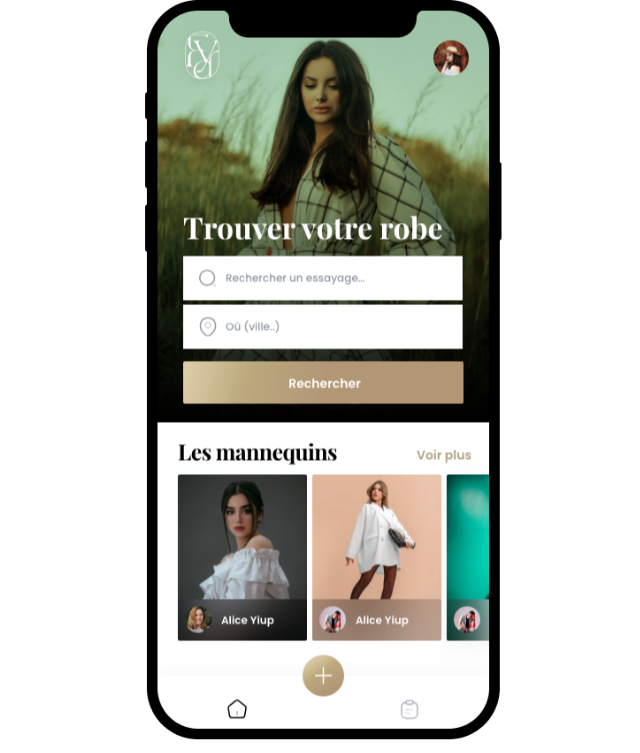 Trouver votre robe
Rechercher un essayage...
Où (ville..)
Rechercher
Les mannequins
Voir plus
Alice Yiup
Alice Yiup